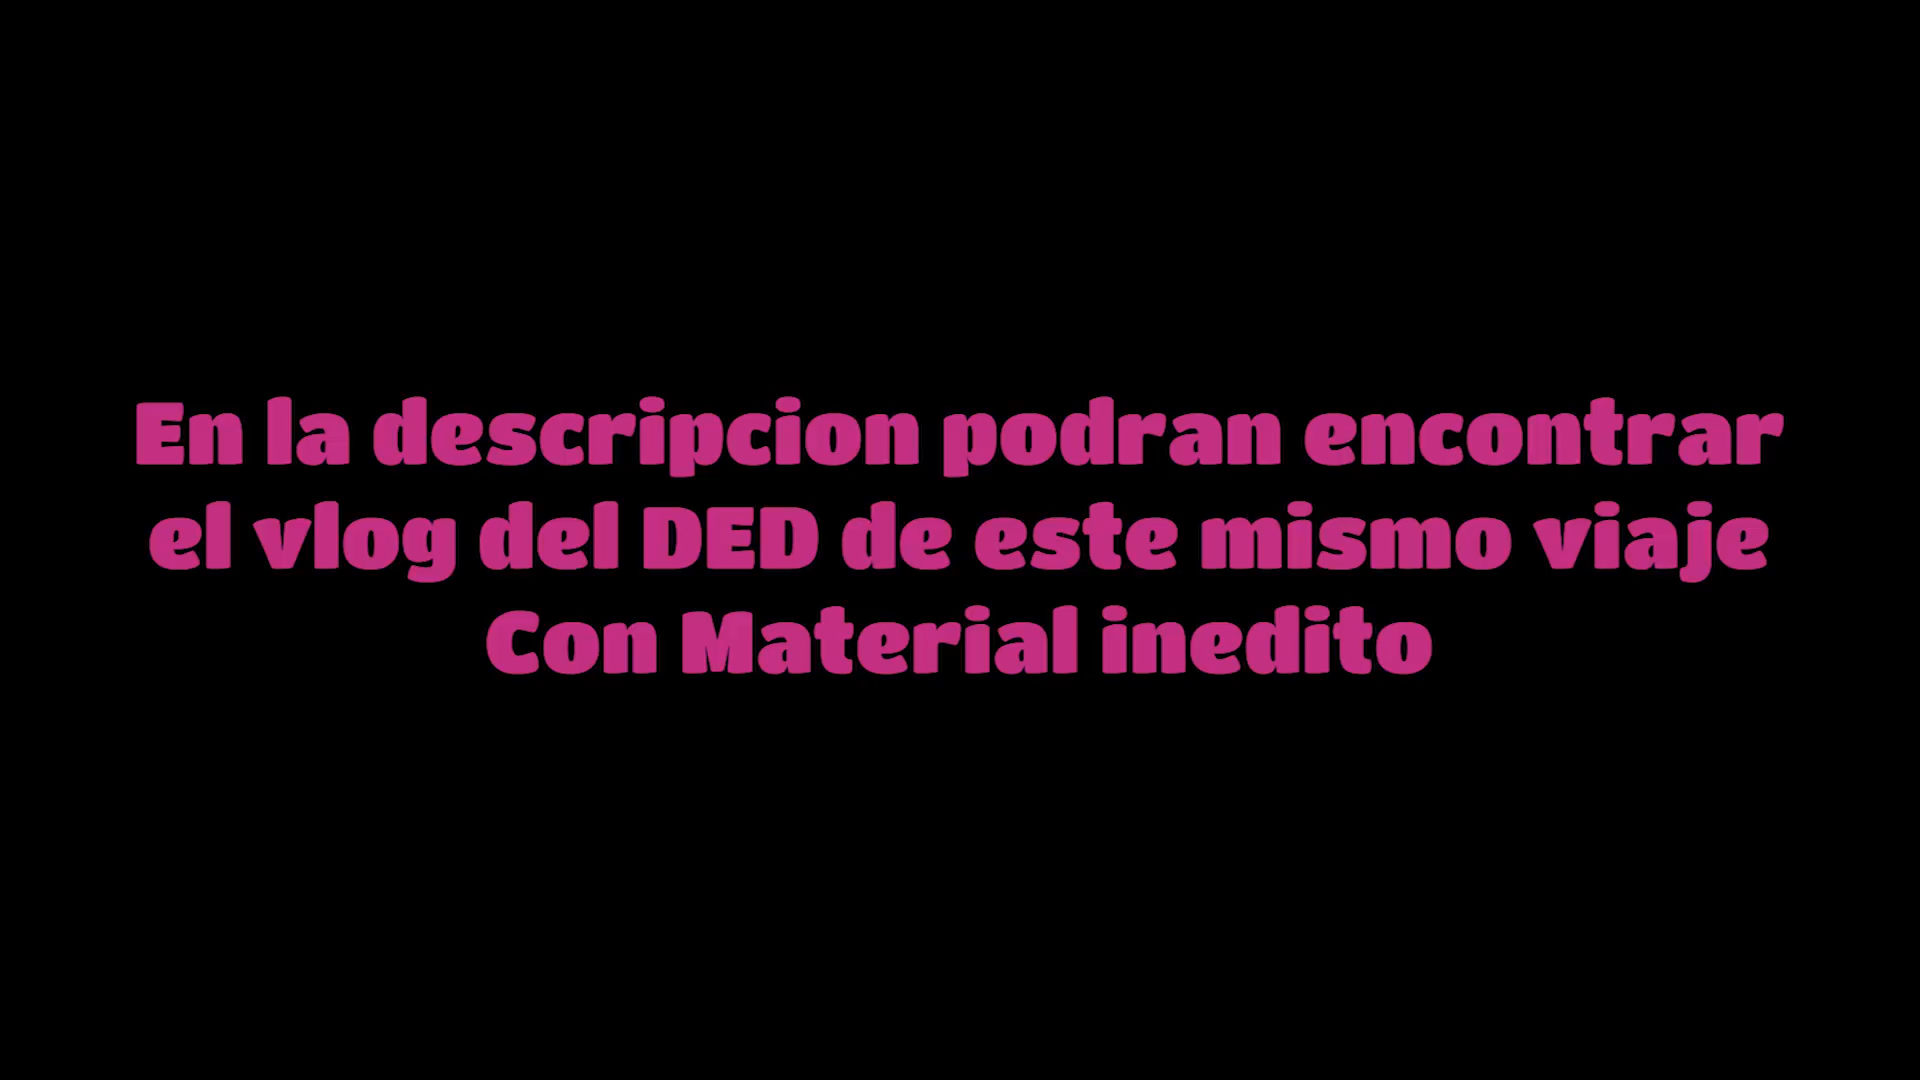 En la descripcion podran encontrar
el vlog del DED de este mismo viaje
Con Material inedito